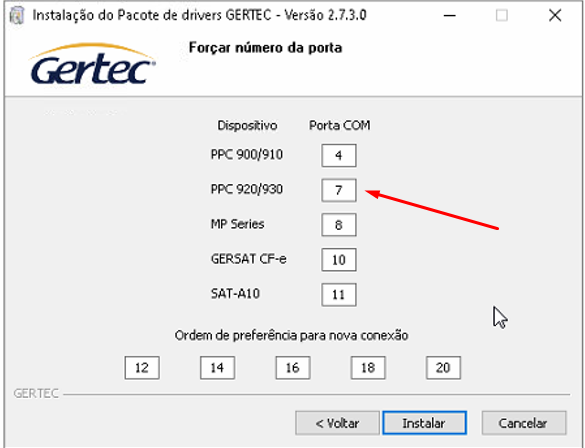 Instalação do Pacote de drivers GERTEC - Versão 2.7.3.0
Gertec
Forçar número da porta
Dispositivo Porta COM
PPC 900/910 4
PPC 920/930 7
MP Series 8
GERSAT CF-e 10
SAT-A10 11
Ordem de preferência para nova conexão
12 14 16 18 20
GERTEC
< Voltar Instalar Cancelar